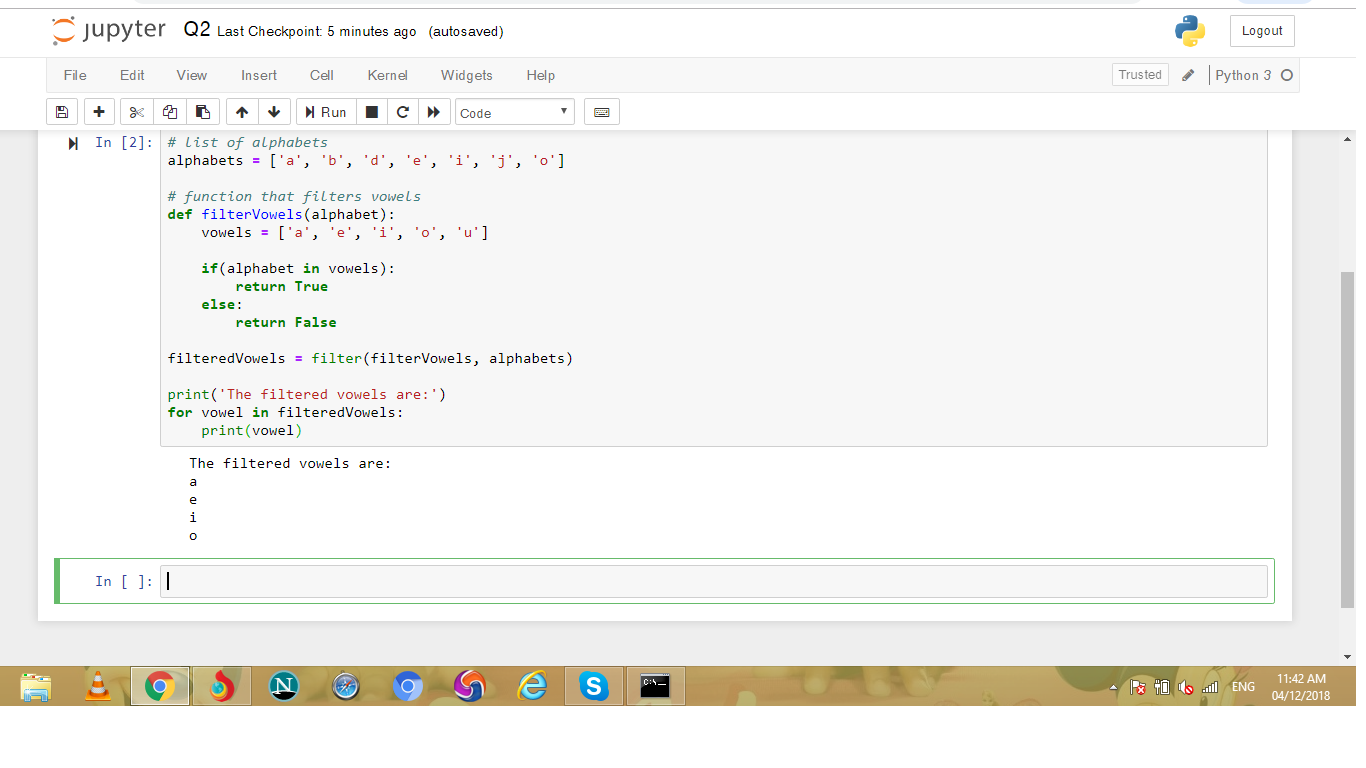 jupyter Q2 Last Checkpoint: 5 minutes ago (autosaved) Logout
File Edit View Insert Cell Kernel Widgets Help Trusted Python 3
Run Code
In [2]: # list of alphabets
alphabets = ['a', 'b', 'd', 'e', 'i', 'j', 'o']
# function that filters vowels
def filterVowels(alphabet):
    vowels = ['a', 'e', 'i', 'o', 'u']
    if(alphabet in vowels):
        return True
    else:
        return False
filteredVowels = filter(filterVowels, alphabets)
print('The filtered vowels are:')
for vowel in filteredVowels:
    print(vowel)
The filtered vowels are:
a
e
i
o
In [ ]:
N S C:\_ ENG 11:42 AM
04/12/2018